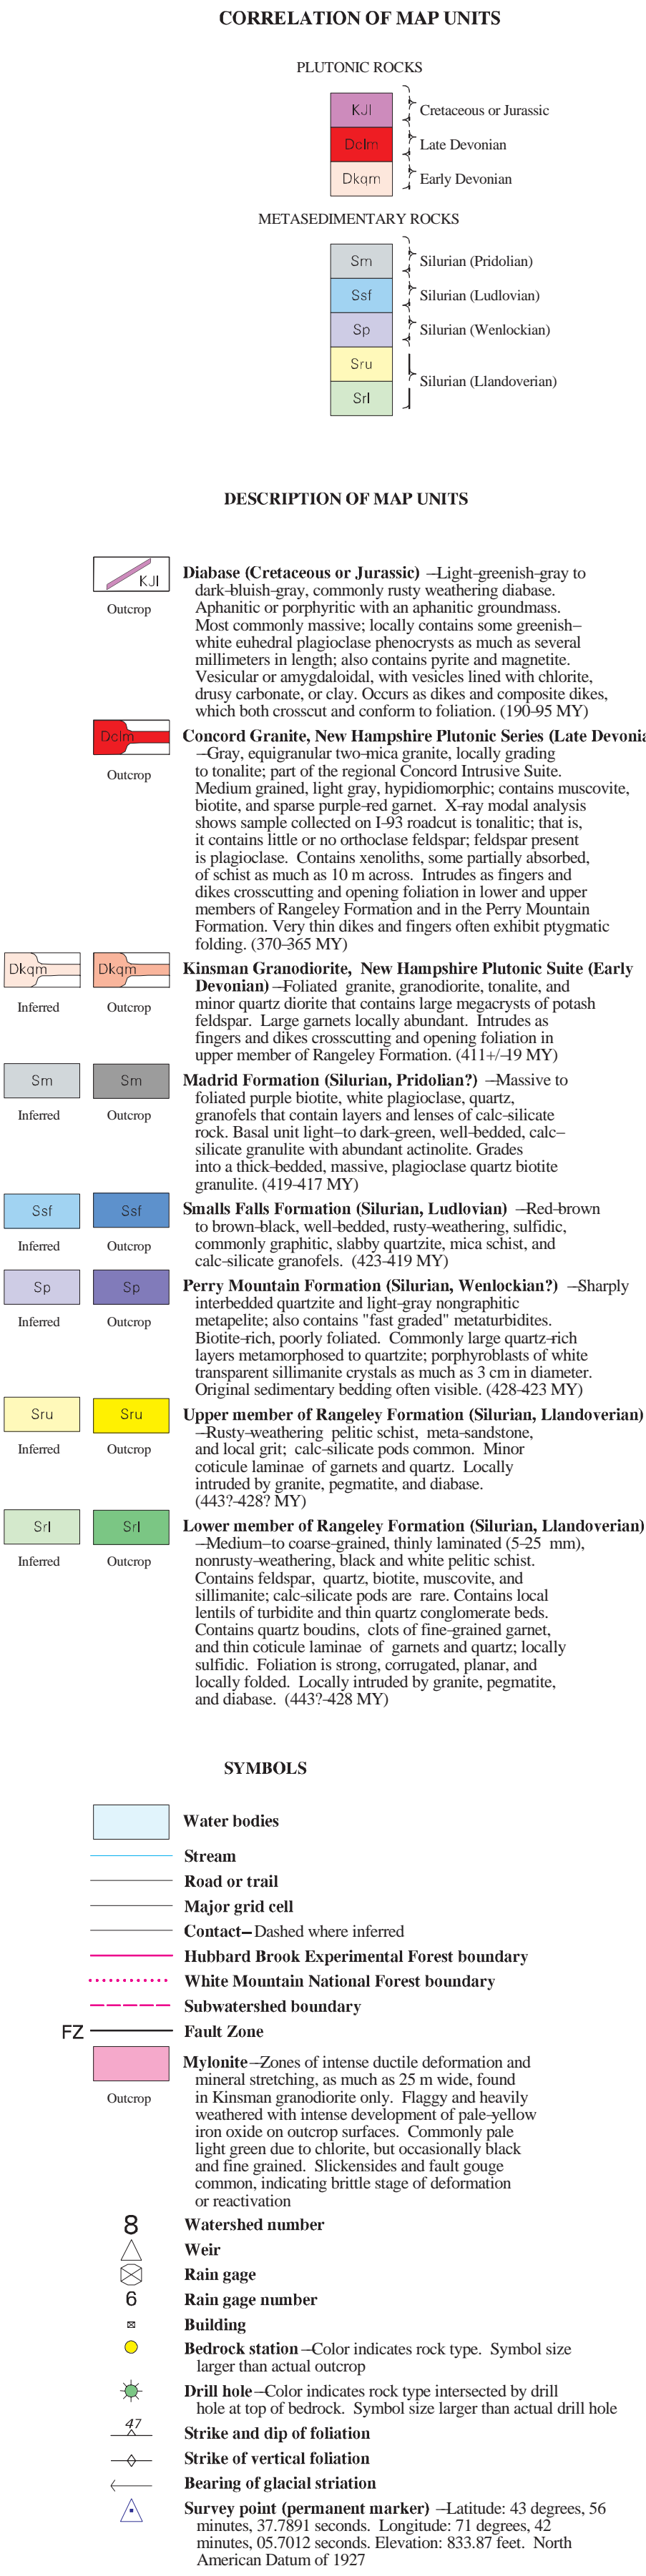 CORRELATION OF MAP UNITS
PLUTONIC ROCKS
KJl
Cretaceous or Jurassic
Dclm
Late Devonian
Dkqm
Early Devonian
METASEDIMENTARY ROCKS
Sm
Silurian (Pridolian)
Ssf
Silurian (Ludlovian)
Sp
Silurian (Wenlockian)
Sru
Silurian (Llandoverian)
Srl
DESCRIPTION OF MAP UNITS
KJl
Outcrop
Diabase (Cretaceous or Jurassic) —Light-greenish-gray to
dark-bluish-gray, commonly rusty weathering diabase.
Aphanitic or porphyritic with an aphanitic groundmass.
Most commonly massive; locally contains some greenish–
white euhedral plagioclase phenocrysts as much as several
millimeters in length; also contains pyrite and magnetite.
Vesicular or amygdaloidal, with vesicles lined with chlorite,
drusy carbonate, or clay. Occurs as dikes and composite dikes,
which both crosscut and conform to foliation. (190-95 MY)
Dclm
Outcrop
Concord Granite, New Hampshire Plutonic Series (Late Devonia
—Gray, equigranular two-mica granite, locally grading
to tonalite; part of the regional Concord Intrusive Suite.
Medium grained, light gray, hypidiomorphic; contains muscovite,
biotite, and sparse purple-red garnet. X-ray modal analysis
shows sample collected on I-93 roadcut is tonalitic; that is,
it contains little or no orthoclase feldspar; feldspar present
is plagioclase. Contains xenoliths, some partially absorbed,
of schist as much as 10 m across. Intrudes as fingers and
dikes crosscutting and opening foliation in lower and upper
members of Rangeley Formation and in the Perry Mountain
Formation. Very thin dikes and fingers often exhibit ptygmatic
folding. (370-365 MY)
Dkqm Dkqm
Inferred Outcrop
Kinsman Granodiorite, New Hampshire Plutonic Suite (Early
Devonian) —Foliated granite, granodiorite, tonalite, and
minor quartz diorite that contains large megacrysts of potash
feldspar. Large garnets locally abundant. Intrudes as
fingers and dikes crosscutting and opening foliation in
upper member of Rangeley Formation. (411+/-19 MY)
Sm Sm
Inferred Outcrop
Madrid Formation (Silurian, Pridolian?) —Massive to
foliated purple biotite, white plagioclase, quartz,
granofels that contain layers and lenses of calc-silicate
rock. Basal unit light–to dark-green, well-bedded, calc–
silicate granulite with abundant actinolite. Grades
into a thick-bedded, massive, plagioclase quartz biotite
granulite. (419-417 MY)
Ssf Ssf
Inferred Outcrop
Smalls Falls Formation (Silurian, Ludlovian) —Red-brown
to brown-black, well-bedded, rusty-weathering, sulfidic,
commonly graphitic, slabby quartzite, mica schist, and
calc-silicate granofels. (423-419 MY)
Sp Sp
Inferred Outcrop
Perry Mountain Formation (Silurian, Wenlockian?) —Sharply
interbedded quartzite and light-gray nongraphitic
metapelite; also contains "fast graded" metaturbidites.
Biotite-rich, poorly foliated. Commonly large quartz-rich
layers metamorphosed to quartzite; porphyroblasts of white
transparent sillimanite crystals as much as 3 cm in diameter.
Original sedimentary bedding often visible. (428-423 MY)
Sru Sru
Inferred Outcrop
Upper member of Rangeley Formation (Silurian, Llandoverian)
—Rusty-weathering pelitic schist, meta-sandstone,
and local grit; calc-silicate pods common. Minor
coticule laminae of garnets and quartz. Locally
intruded by granite, pegmatite, and diabase.
(443?-428? MY)
Srl Srl
Inferred Outcrop
Lower member of Rangeley Formation (Silurian, Llandoverian)
—Medium–to coarse-grained, thinly laminated (5-25 mm),
nonrusty-weathering, black and white pelitic schist.
Contains feldspar, quartz, biotite, muscovite, and
sillimanite; calc-silicate pods are rare. Contains local
lentils of turbidite and thin quartz conglomerate beds.
Contains quartz boudins, clots of fine-grained garnet,
and thin coticule laminae of garnets and quartz; locally
sulfidic. Foliation is strong, corrugated, planar, and
locally folded. Locally intruded by granite, pegmatite,
and diabase. (443?-428 MY)
SYMBOLS
Water bodies
Stream
Road or trail
Major grid cell
Contact–Dashed where inferred
Hubbard Brook Experimental Forest boundary
White Mountain National Forest boundary
Subwatershed boundary
FZ Fault Zone
Outcrop
Mylonite—Zones of intense ductile deformation and
mineral stretching, as much as 25 m wide, found
in Kinsman granodiorite only. Flaggy and heavily
weathered with intense development of pale-yellow
iron oxide on outcrop surfaces. Commonly pale
light green due to chlorite, but occasionally black
and fine grained. Slickensides and fault gouge
common, indicating brittle stage of deformation
or reactivation
8 Watershed number
Weir
Rain gage
6 Rain gage number
Building
Bedrock station—Color indicates rock type. Symbol size
larger than actual outcrop
Drill hole—Color indicates rock type intersected by drill
hole at top of bedrock. Symbol size larger than actual drill hole
47 Strike and dip of foliation
Strike of vertical foliation
Bearing of glacial striation
Survey point (permanent marker) —Latitude: 43 degrees, 56
minutes, 37.7891 seconds. Longitude: 71 degrees, 42
minutes, 05.7012 seconds. Elevation: 833.87 feet. North
American Datum of 1927